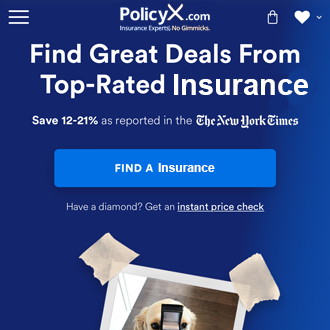 PolicyX.com
Insurance Experts|.No Gimmicks.
Find Great Deals From
Top-Rated Insurance
Save 12-21% as reported in the The New York Times
FIND A Insurance
Have a diamond? Get an instant price check